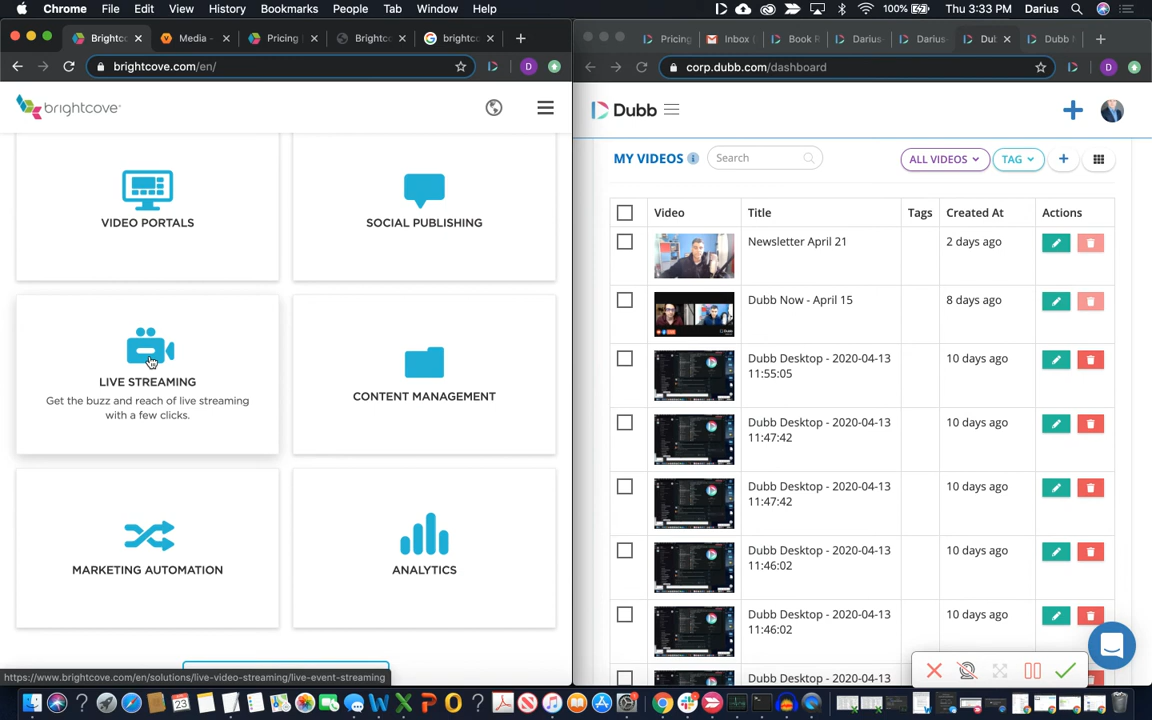 Chrome File Edit View History Bookmarks People Tab Window Help
100% Thu 3:33 PM Darius
Brightc Media - Pricing Brightc brightc
Pricing Inbox Book Darius Darius Dub Dubb
brightcove.com/en/
D
corp.dubb.com/dashboard
D
brightcove
Dubb
VIDEO PORTALS
SOCIAL PUBLISHING
LIVE STREAMING
Get the buzz and reach of live streaming
with a few clicks.
CONTENT MANAGEMENT
MARKETING AUTOMATION
ANALYTICS
https://www.brightcove.com/en/solutions/live-video-streaming/live-event-streaming
MY VIDEOS Search ALL VIDEOS TAG
Video Title Tags Created At Actions
Newsletter April 21 2 days ago
Dubb Now - April 15 8 days ago
Dubb Desktop - 2020-04-13 10 days ago
11:55:05
Dubb Desktop - 2020-04-13 10 days ago
11:47:42
Dubb Desktop - 2020-04-13 10 days ago
11:47:42
Dubb Desktop - 2020-04-13 10 days ago
11:46:02
Dubb Desktop - 2020-04-13 10 days ago
11:46:02
23